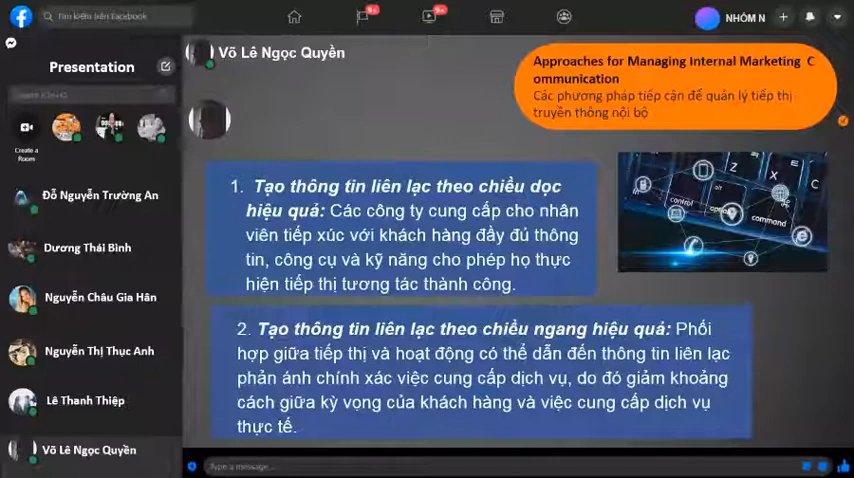 Tìm kiếm trên Facebook
9+
9+
NHÓM N
Presentation
Search (Ctrl+K)
Create a
Room
Đỗ Nguyễn Trường An
Dương Thái Bình
Nguyễn Châu Gia Hân
Nguyễn Thị Thục Anh
Lê Thanh Thiệp
Võ Lê Ngọc Quyền
Võ Lê Ngọc Quyền
Approaches for Managing Internal Marketing C
ommunication
Các phương pháp tiếp cận để quản lý tiếp thị
truyền thông nội bộ
1. Tạo thông tin liên lạc theo chiều dọc
hiệu quả: Các công ty cung cấp cho nhân
viên tiếp xúc với khách hàng đầy đủ thông
tin, công cụ và kỹ năng cho phép họ thực
hiện tiếp thị tương tác thành công.
Z
X
C
alt
control
option
command
2. Tạo thông tin liên lạc theo chiều ngang hiệu quả: Phối
hợp giữa tiếp thị và hoạt động có thể dẫn đến thông tin liên lạc
phản ánh chính xác việc cung cấp dịch vụ, do đó giảm khoảng
cách giữa kỳ vọng của khách hàng và việc cung cấp dịch vụ
thực tế.
Type a message...